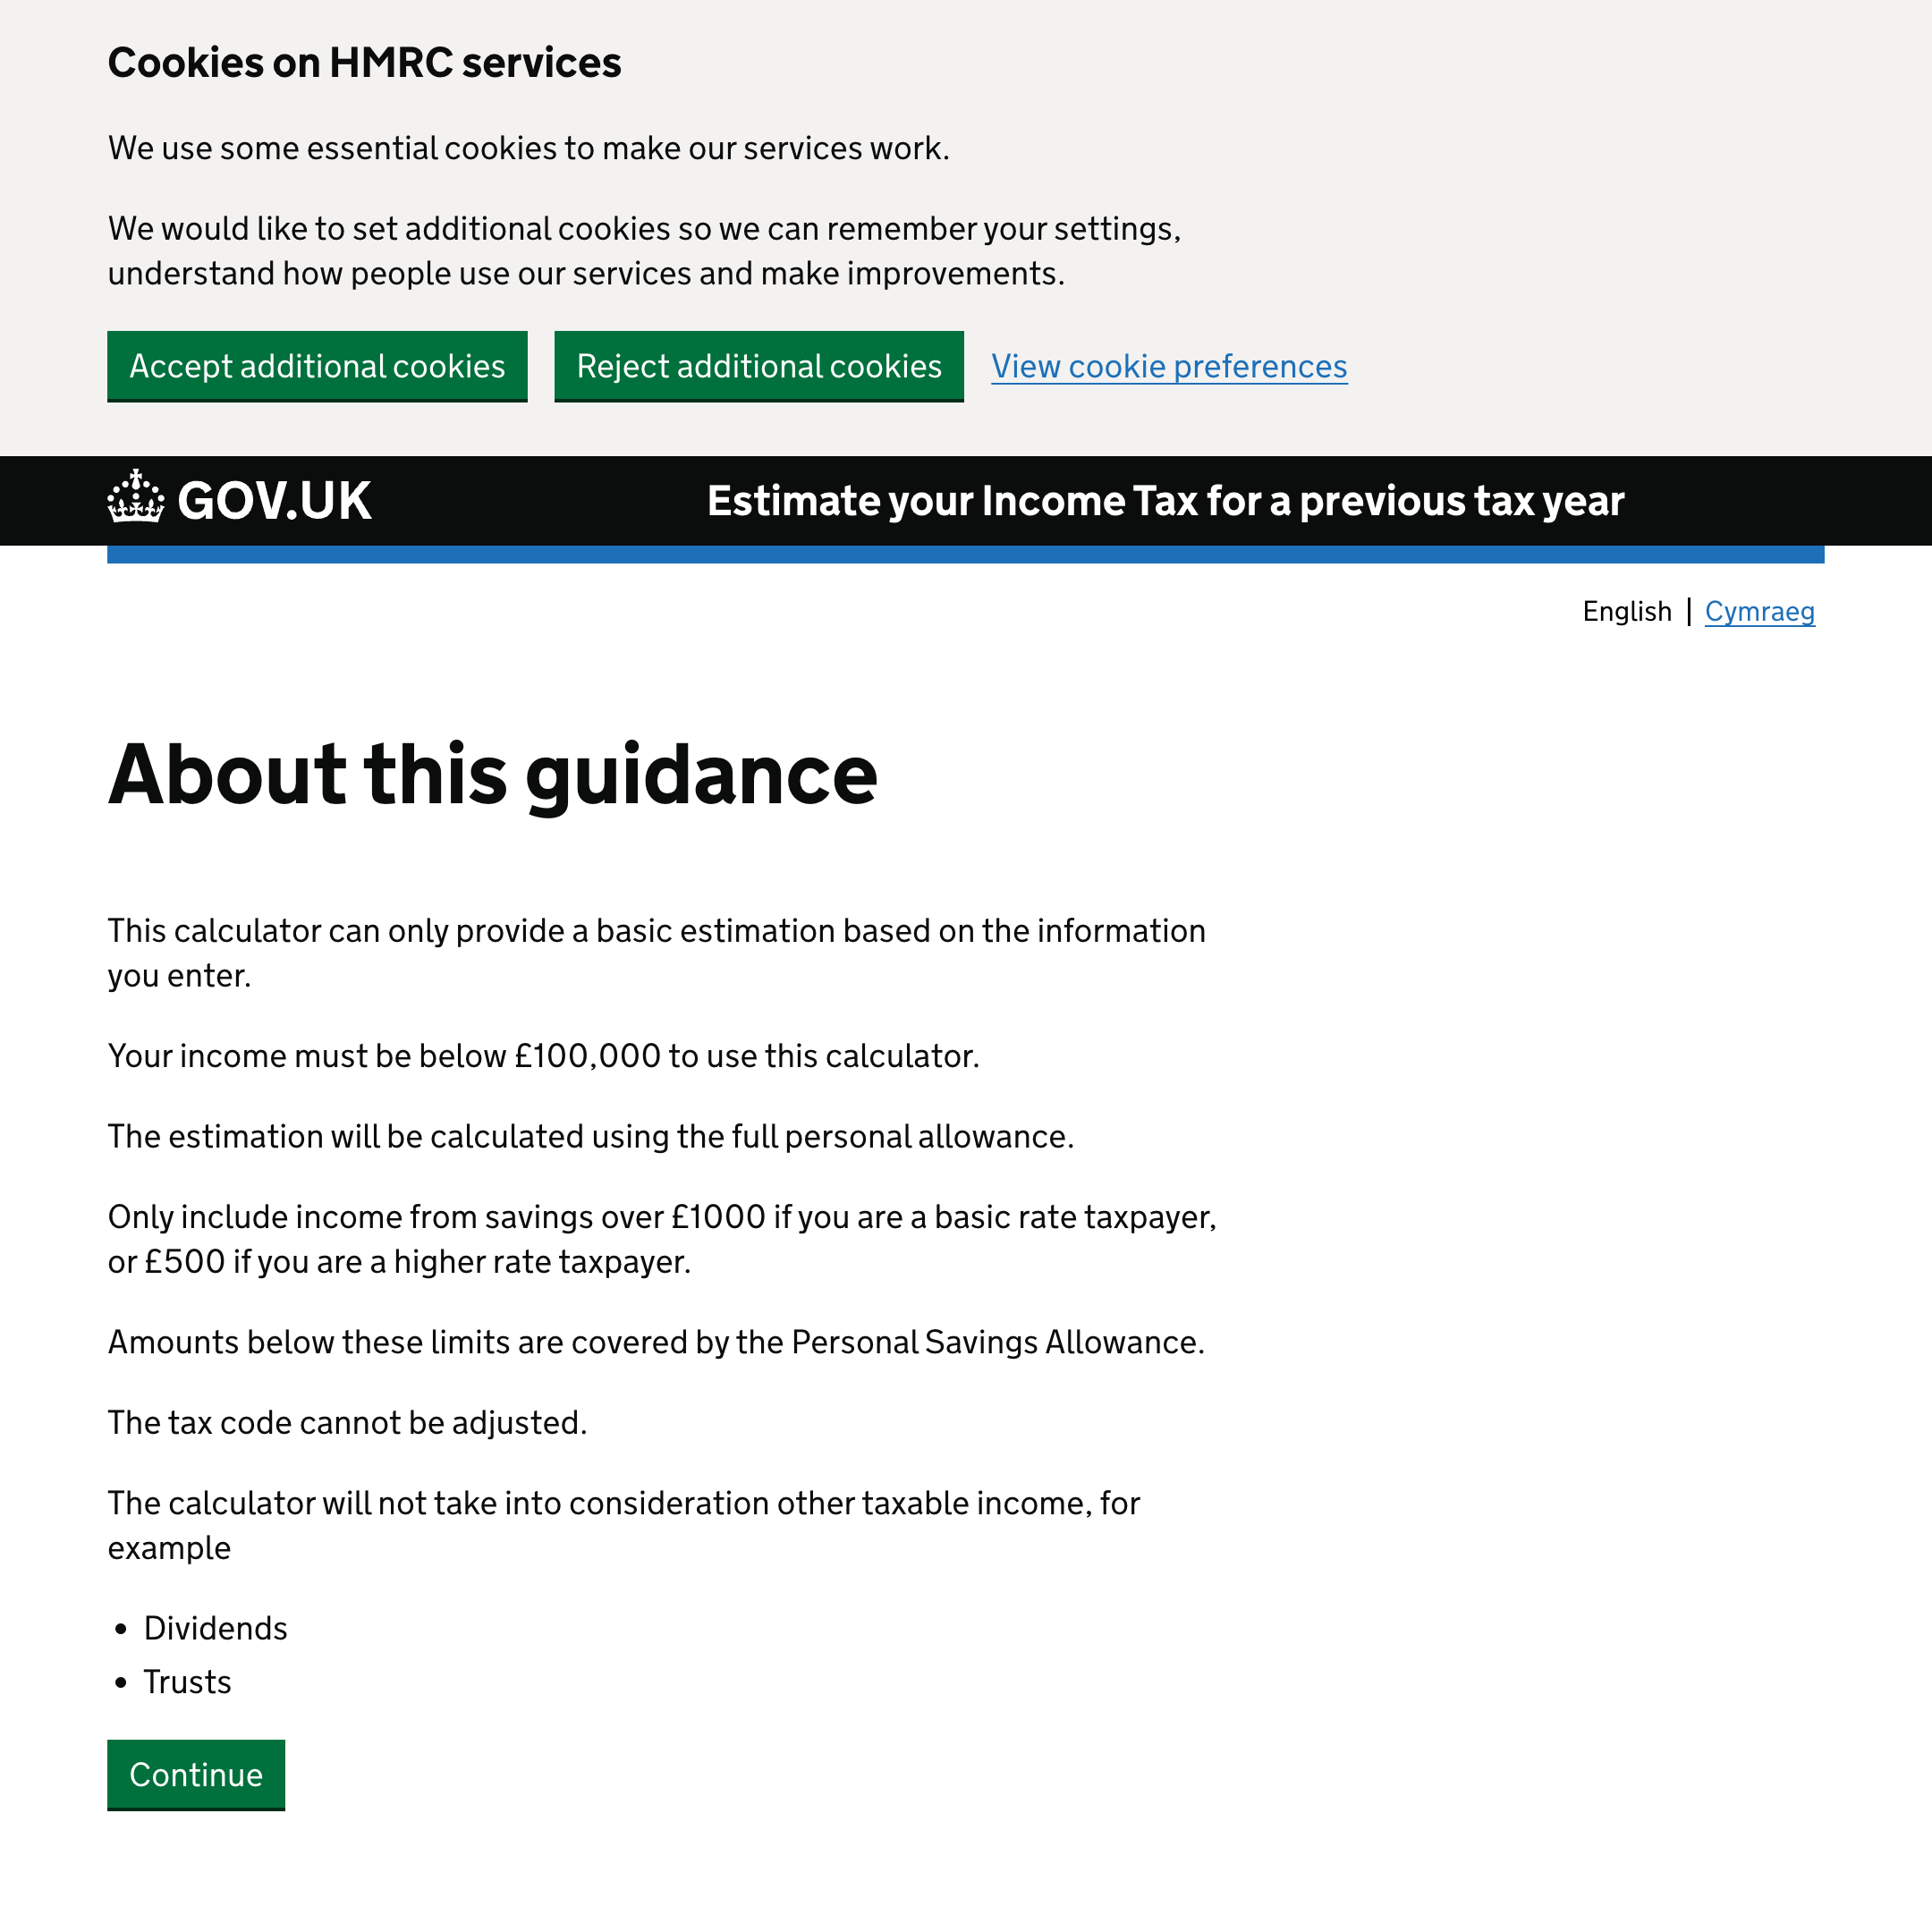 Cookies on HMRC services
We use some essential cookies to make our services work.
We would like to set additional cookies so we can remember your settings,
understand how people use our services and make improvements.
Accept additional cookies
Reject additional cookies
View cookie preferences
GOV.UK
Estimate your Income Tax for a previous tax year
English | Cymraeg
About this guidance
This calculator can only provide a basic estimation based on the information
you enter.
Your income must be below £100,000 to use this calculator.
The estimation will be calculated using the full personal allowance.
Only include income from savings over £1000 if you are a basic rate taxpayer,
or £500 if you are a higher rate taxpayer.
Amounts below these limits are covered by the Personal Savings Allowance.
The tax code cannot be adjusted.
The calculator will not take into consideration other taxable income, for
example
• Dividends
• Trusts
Continue